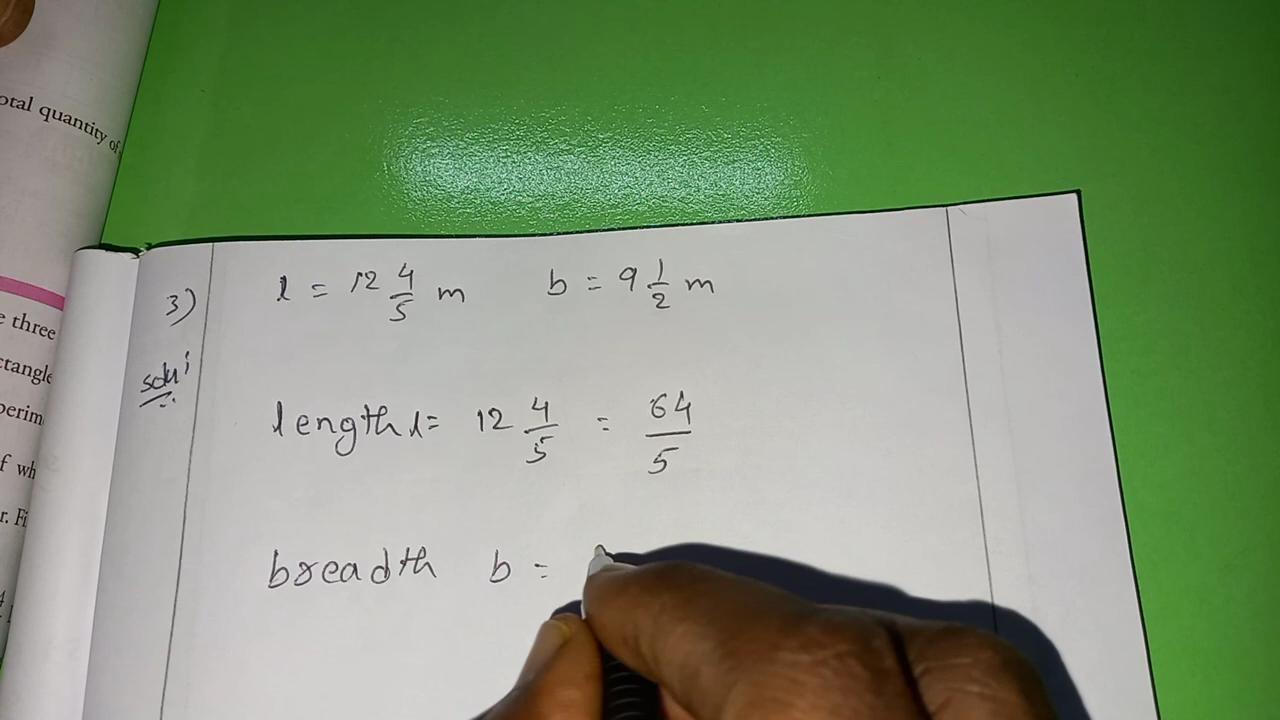 otal quantity of
e three
ctangle
perim
f wh
r. Fi
3) l = 12 4/5 m b = 9 1/2 m
solu:
length l = 12 4/5 = 64/5
breadth b =